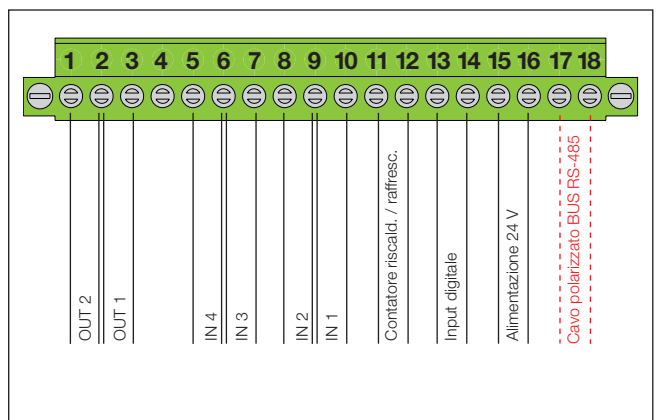 1 2 3 4 5 6 7 8 9 10 11 12 13 14 15 16 17 18
OUT 2
OUT 1
IN 4
IN 3
IN 2
IN 1
Contatore riscald. / raffresc.
Input digitale
Alimentazione 24 V
Cavo polarizzato BUS RS-485